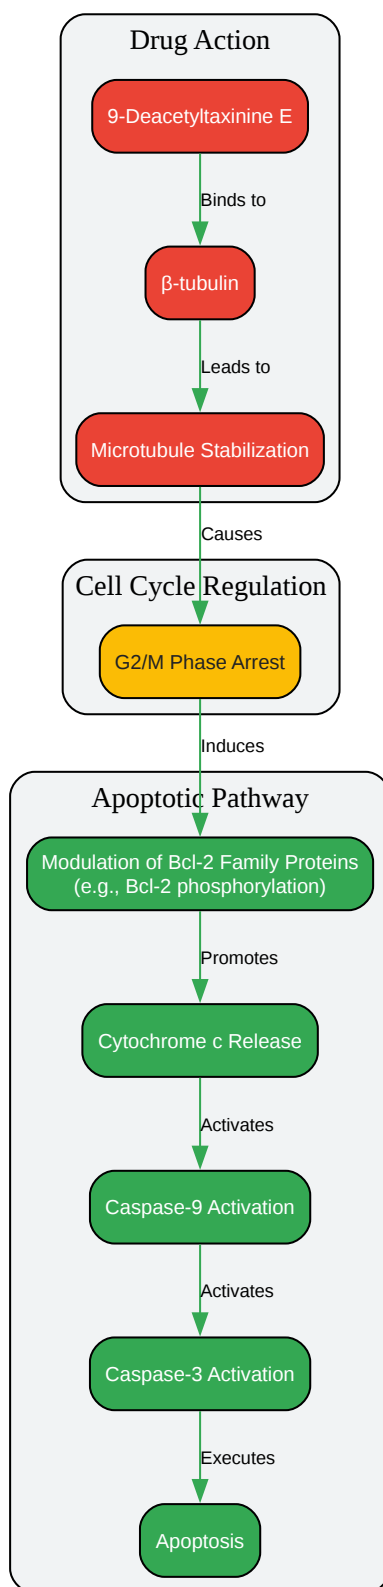 Drug Action
9-Deacetyltaxinine E
Binds to
β-tubulin
Leads to
Microtubule Stabilization
Causes
Cell Cycle Regulation
G2/M Phase Arrest
Induces
Apoptotic Pathway
Modulation of Bcl-2 Family Proteins
(e.g., Bcl-2 phosphorylation)
Promotes
Cytochrome c Release
Activates
Caspase-9 Activation
Activates
Caspase-3 Activation
Executes
Apoptosis